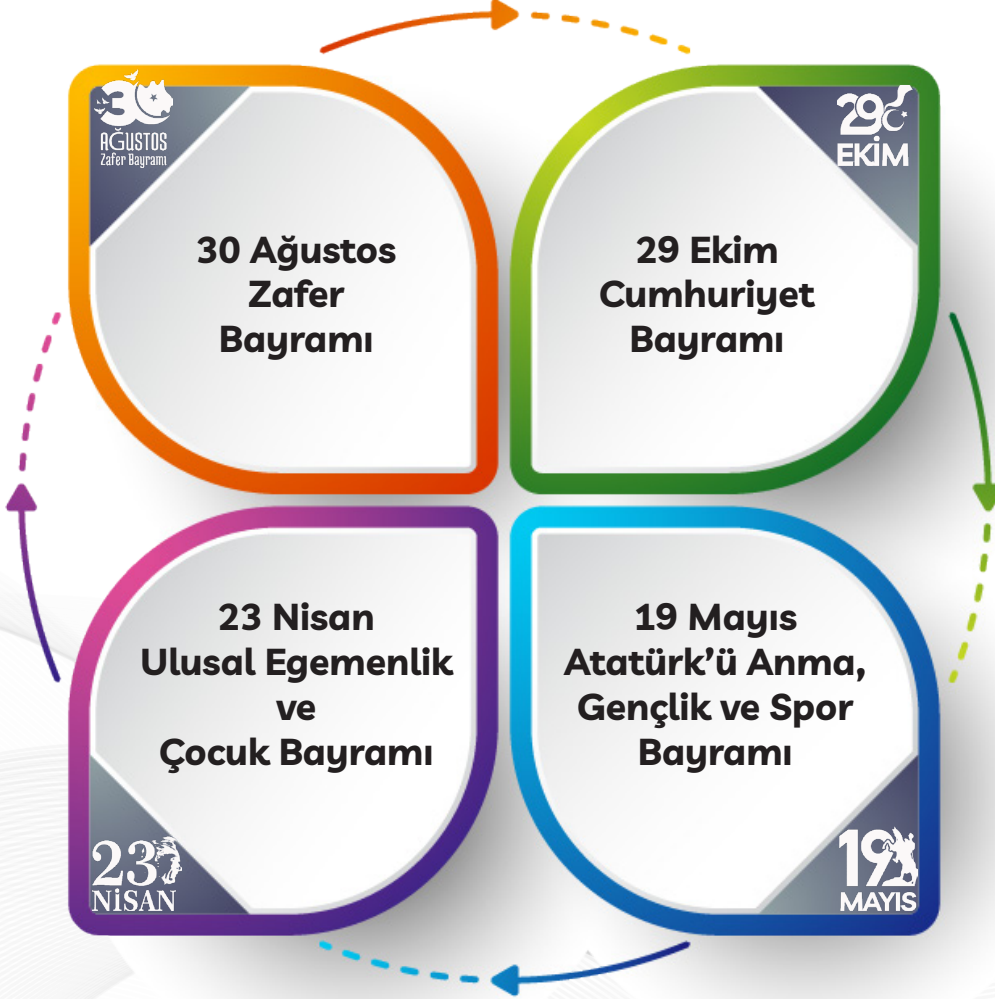 30
AĞUSTOS
Zafer Bayramı
30 Ağustos
Zafer
Bayramı
29
EKİM
29 Ekim
Cumhuriyet
Bayramı
23 Nisan
Ulusal Egemenlik
ve
Çocuk Bayramı
23
NİSAN
19 Mayıs
Atatürk’ü Anma,
Gençlik ve Spor
Bayramı
19
MAYIS